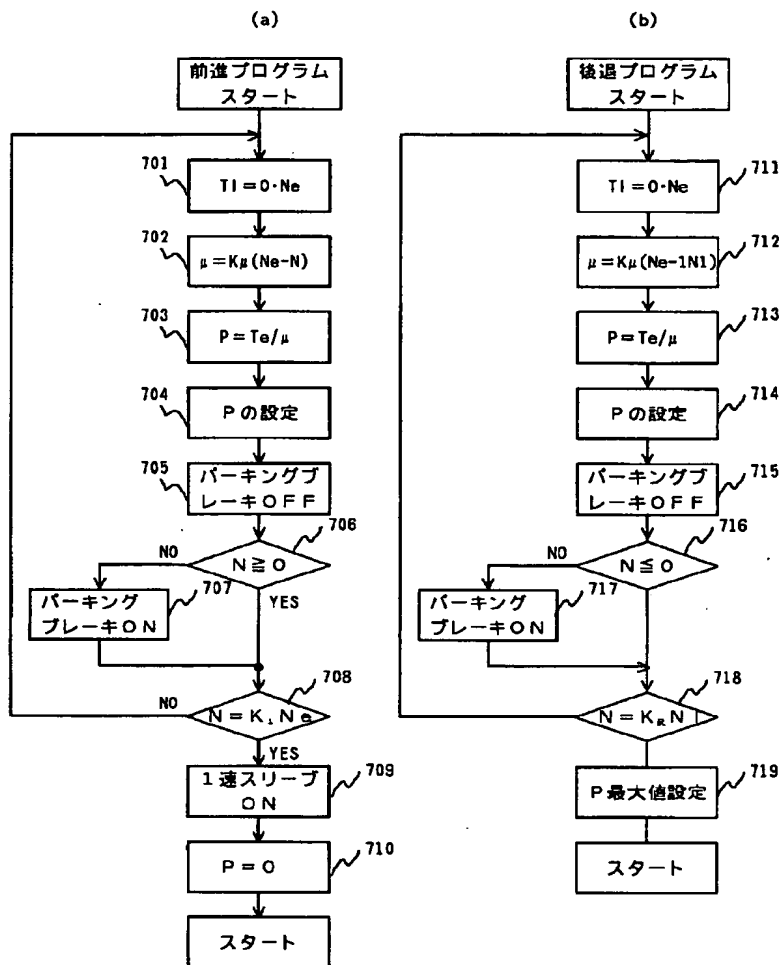 (a)
前進プログラム
スタート
701
TI=0·Ne
702
μ=Kμ(Ne-N)
703
P=Te/μ
704
Pの設定
705
パーキングブ
レーキOFF
706
N≧0
NO
YES
707
パーキング
ブレーキON
708
N=K₁Ne
NO
YES
709
1速スリーブ
ON
710
P=0
スタート
(b)
後退プログラム
スタート
711
TI=0·Ne
712
μ=Kμ(Ne-1N1)
713
P=Te/μ
714
Pの設定
715
パーキングブ
レーキOFF
716
N≦0
NO
717
パーキング
ブレーキON
718
N=KRN I
719
P最大値設定
スタート